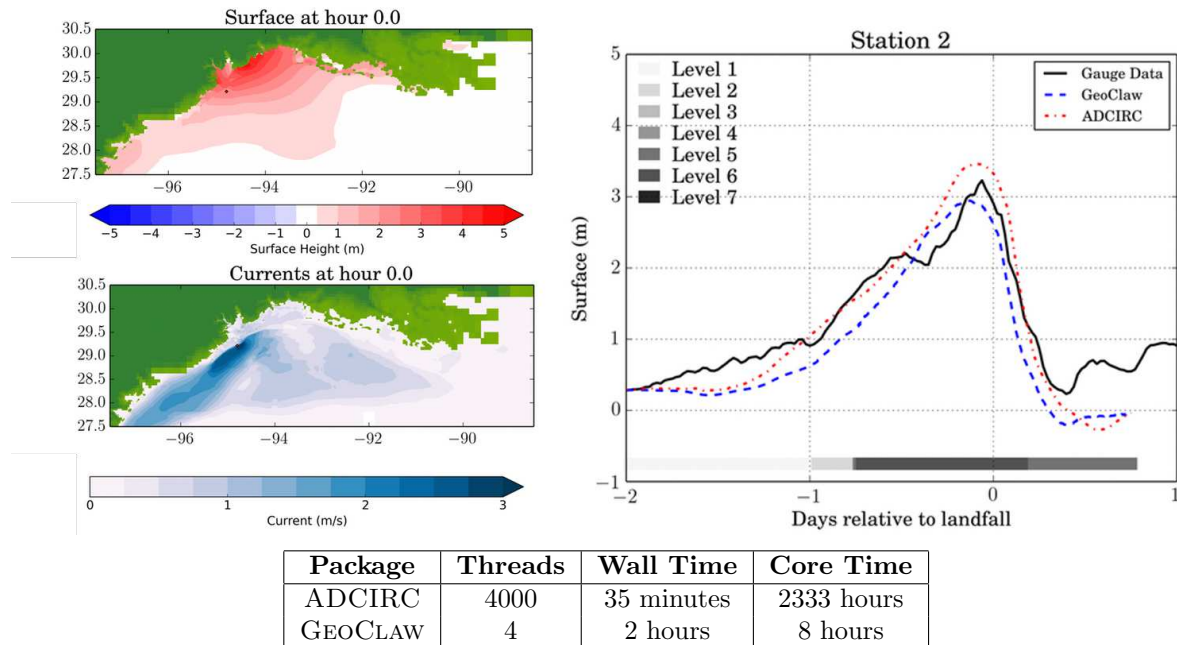 Surface at hour 0.0
30.5
30.0
29.5
29.0
28.5
28.0
27.5
−96 −94 −92 −90
−5 −4 −3 −2 −1 0 1 2 3 4 5
Surface Height (m)
Currents at hour 0.0
30.5
30.0
29.5
29.0
28.5
28.0
27.5
−96 −94 −92 −90
0 1 2 3
Current (m/s)
Station 2
5
4
3
2
1
0
−1
Surface (m)
Level 1
Level 2
Level 3
Level 4
Level 5
Level 6
Level 7
Gauge Data
GeoClaw
ADCIRC
−2 −1 0 1
Days relative to landfall
Package Threads Wall Time Core Time
ADCIRC 4000 35 minutes 2333 hours
GEOCLAW 4 2 hours 8 hours